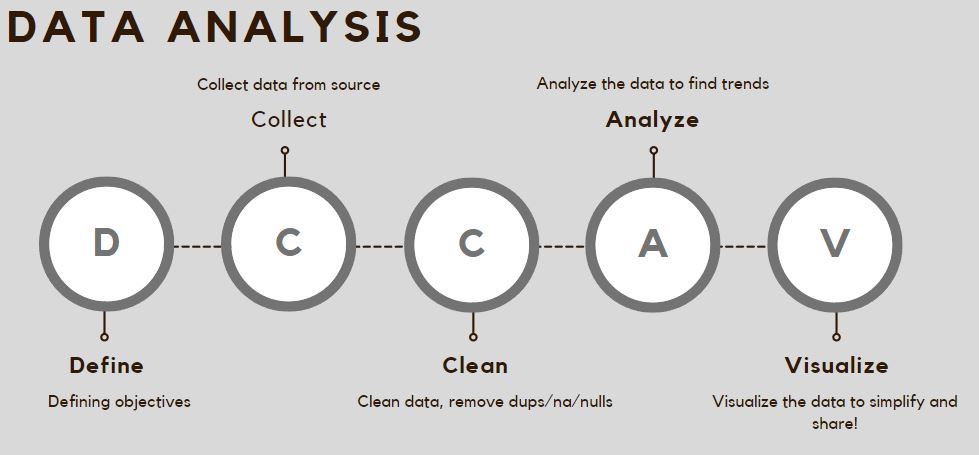 DATA ANALYSIS
Collect data from source
Analyze the data to find trends
Collect
Analyze
D
C
C
A
V
Define
Clean
Visualize
Defining objectives
Clean data, remove dups/na/nulls
Visualize the data to simplify and
share!